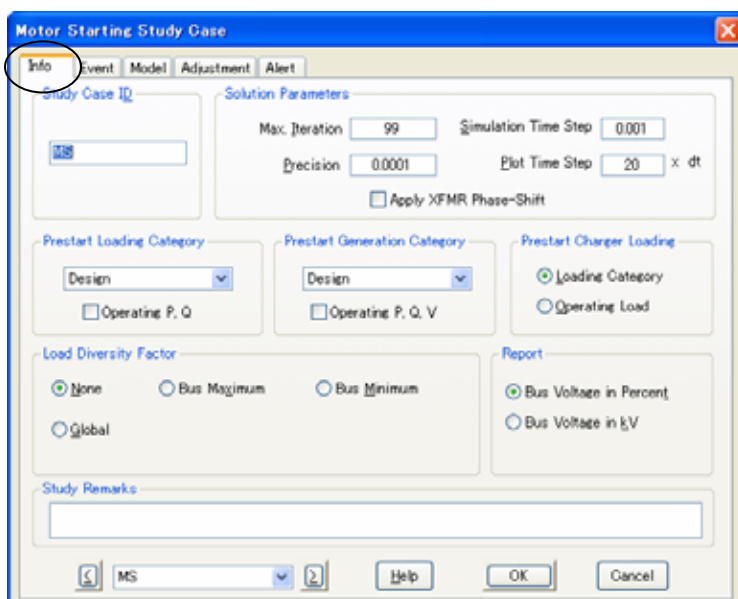 Motor Starting Study Case
Info Event Model Adjustment Alert
Study Case ID
MS
Solution Parameters
Max. Iteration 99 Simulation Time Step 0.001
Precision 0.0001 Plot Time Step 20 x dt
Apply XFMR Phase-Shift
Prestart Loading Category
Design
Operating P, Q
Prestart Generation Category
Design
Operating P, Q, V
Prestart Charger Loading
Loading Category
Operating Load
Load Diversity Factor
None Bus Maximum Bus Minimum
Global
Report
Bus Voltage in Percent
Bus Voltage in kV
Study Remarks
MS Help OK Cancel